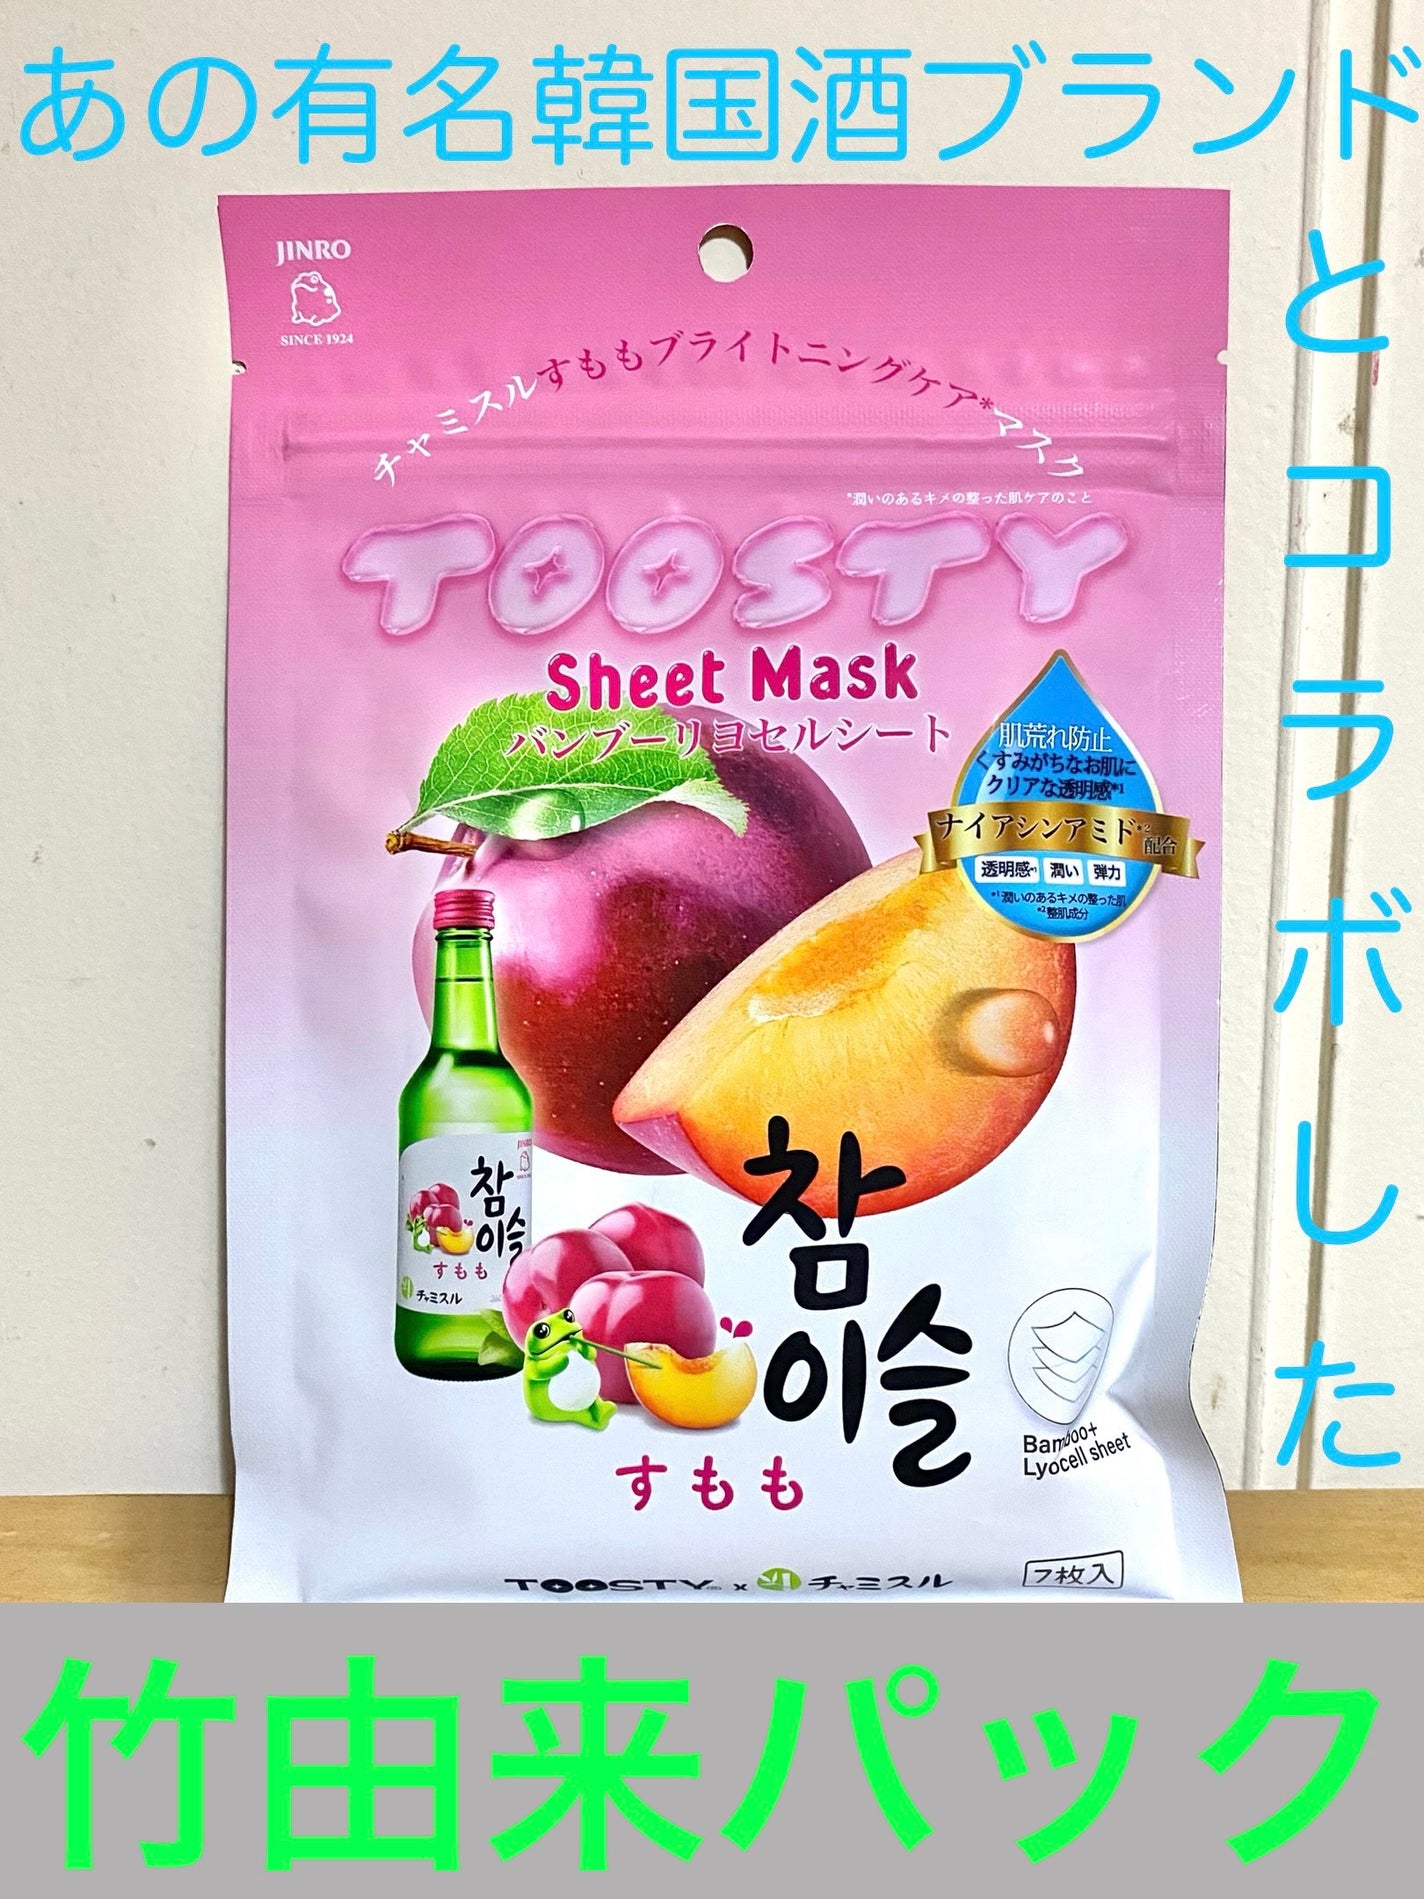 あの有名韓国酒ブランド
とコラボした
JINRO
SINCE 1924
チャミスルすももブライトニングケア*マスク
*潤いのあるキメの整った肌ケアのこと
TOOSTY
Sheet Mask
バンブーリヨセルシート
肌荒れ防止
くすみがちなお肌に
クリアな透明感*1
ナイアシンアミド*2配合
透明感*1 潤い 弾力
*1潤いのあるキメの整った肌
*2整肌成分
JINRO
참
이슬
すもも
チャミスル
참
이슬
すもも
Bamboo+
Lyocell sheet
TOOSTY x チャミスル
7枚入
竹由来パック